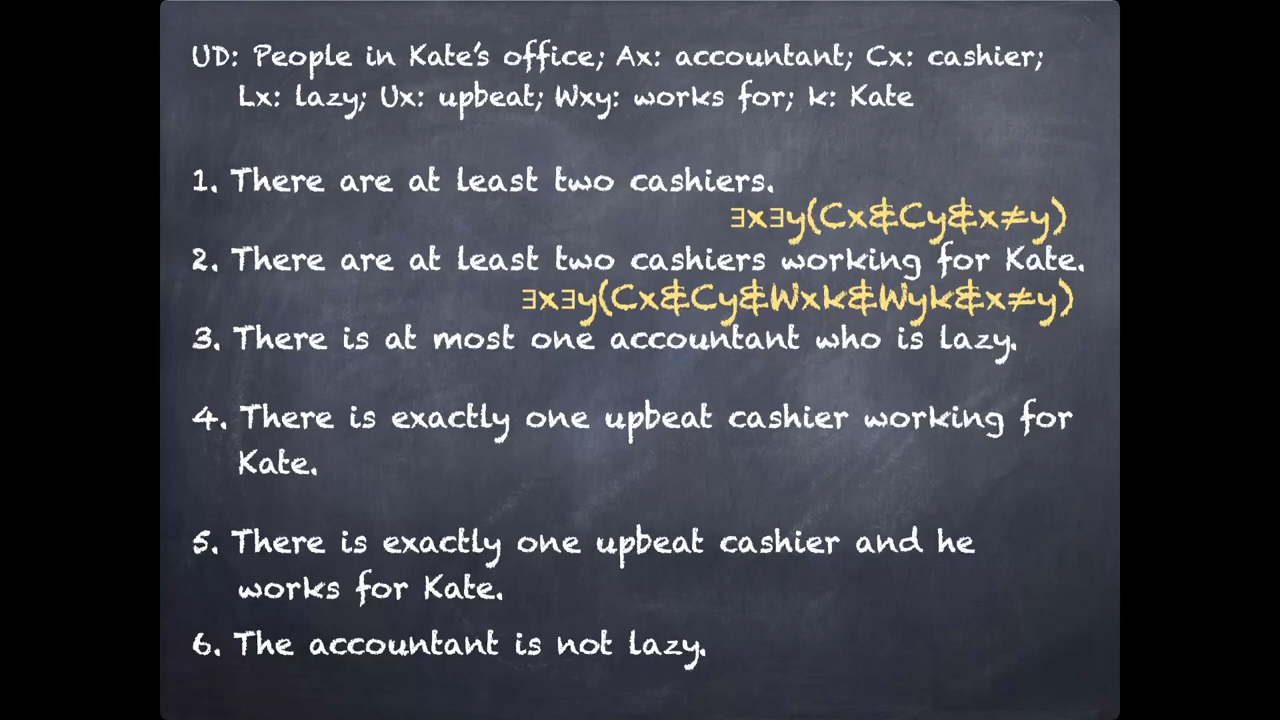 UD: People in Kate's office; Ax: accountant; Cx: cashier;
Lx: lazy; Ux: upbeat; Wxy: works for; k: Kate
1. There are at least two cashiers.
∃x∃y(Cx&Cy&x≠y)
2. There are at least two cashiers working for Kate.
∃x∃y(Cx&Cy&Wxk&Wyk&x≠y)
3. There is at most one accountant who is lazy.
4. There is exactly one upbeat cashier working for
Kate.
5. There is exactly one upbeat cashier and he
works for Kate.
6. The accountant is not lazy.